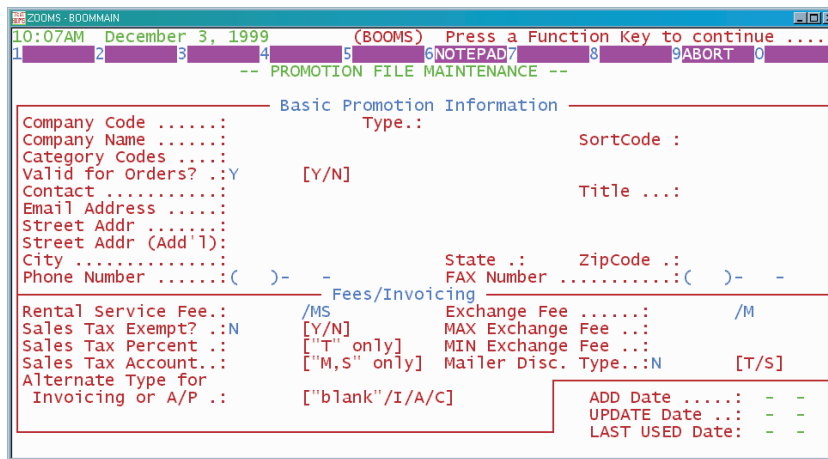 ZOOMS - BOOMMAIN
10:07AM December 3, 1999 (BOOMS) Press a Function Key to continue ....
1 2 3 4 5 6NOTEPAD7 8 9ABORT 0
-- PROMOTION FILE MAINTENANCE --
Basic Promotion Information
Company Code ......: Type.:
Company Name ......: SortCode :
Category Codes ....:
Valid for Orders? .:Y [Y/N]
Contact ...........: Title ...:
Email Address .....:
Street Addr .......:
Street Addr (Add'l):
City ..............: State .: ZipCode .:
Phone Number ......:( )- - FAX Number ...........:( )- -
Fees/Invoicing
Rental Service Fee.: /MS Exchange Fee ......: /M
Sales Tax Exempt? .:N [Y/N] MAX Exchange Fee ..:
Sales Tax Percent .: ["T" only] MIN Exchange Fee ..:
Sales Tax Account..: ["M,S" only] Mailer Disc. Type..:N [T/S]
Alternate Type for
Invoicing or A/P .: ["blank"/I/A/C] ADD Date .....: - -
UPDATE Date ..: - -
LAST USED Date: - -